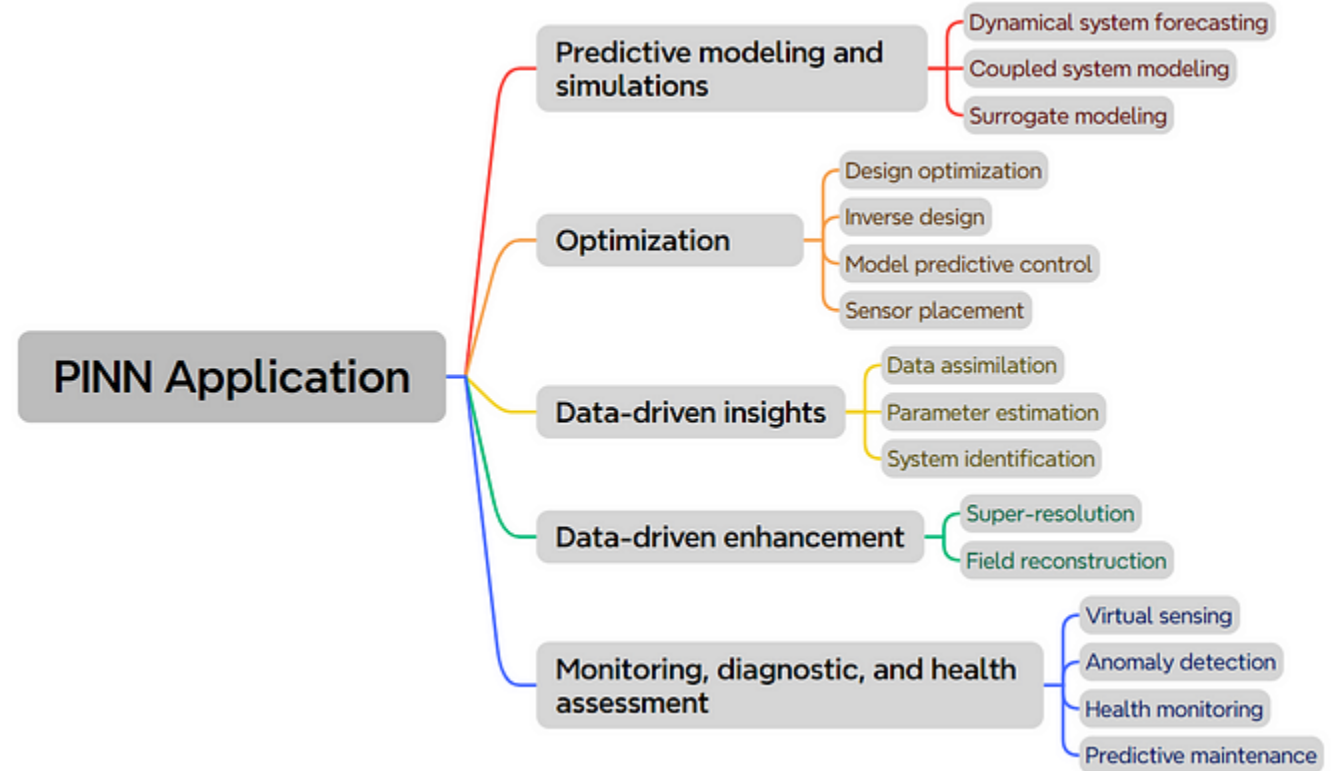 PINN Application
Predictive modeling and
simulations
Dynamical system forecasting
Coupled system modeling
Surrogate modeling
Optimization
Design optimization
Inverse design
Model predictive control
Sensor placement
Data-driven insights
Data assimilation
Parameter estimation
System identification
Data-driven enhancement
Super-resolution
Field reconstruction
Monitoring, diagnostic, and health
assessment
Virtual sensing
Anomaly detection
Health monitoring
Predictive maintenance